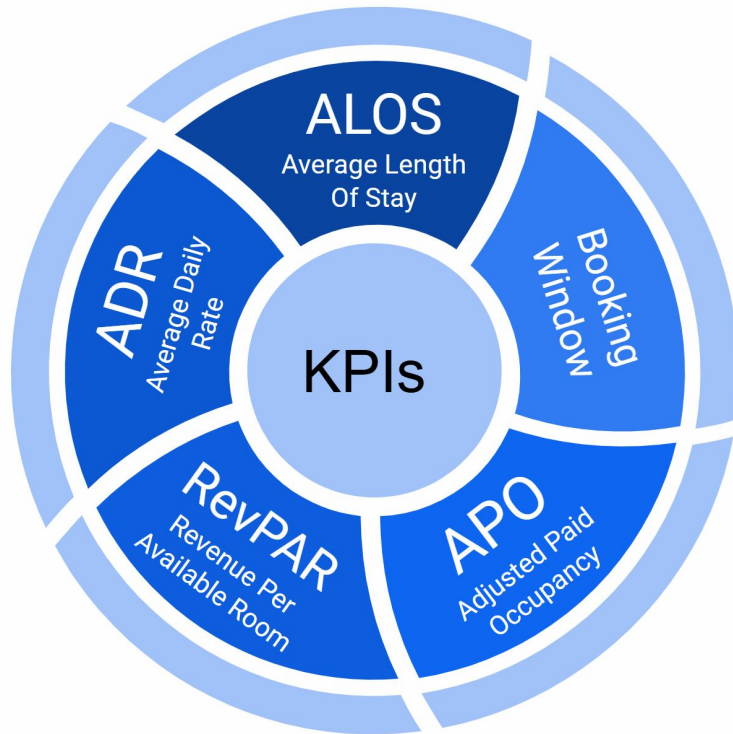 ALOS
Average Length
Of Stay
Booking
Window
APO
Adjusted Paid
Occupancy
RevPAR
Revenue Per
Available Room
ADR
Average Daily
Rate
KPIs